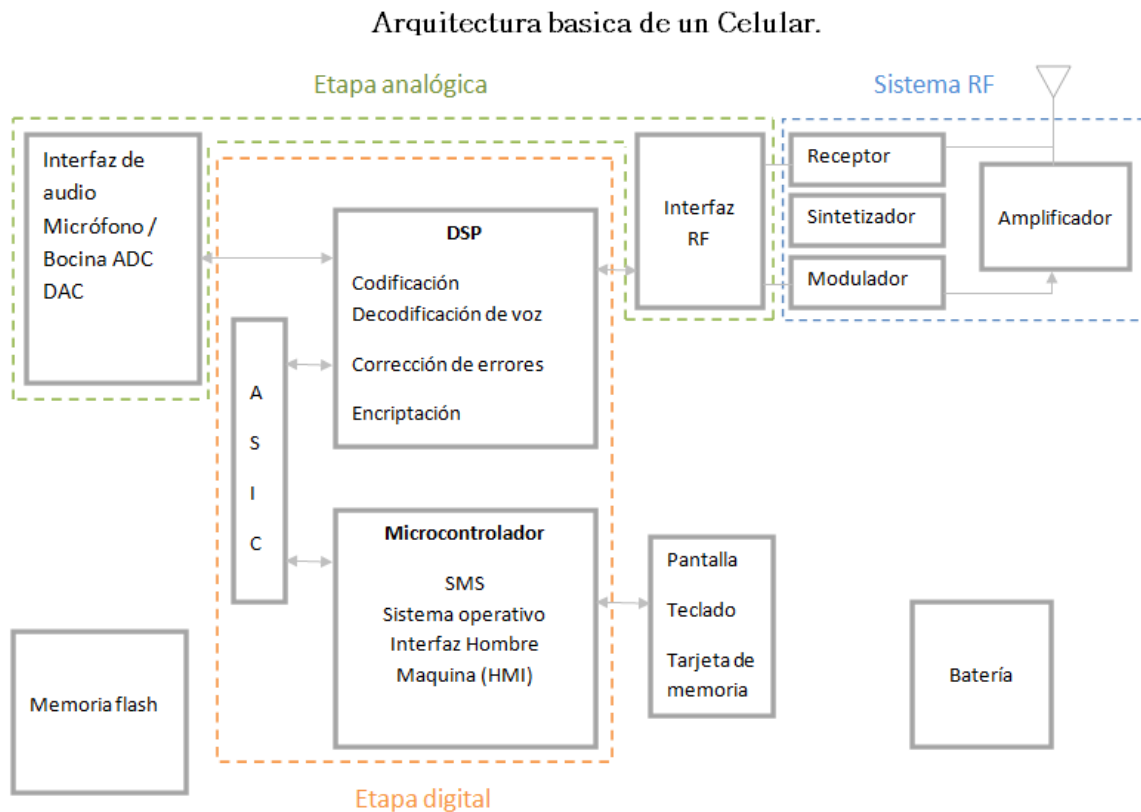 Arquitectura basica de un Celular.
Etapa analógica
Sistema RF
Interfaz de
audio
Micrófono /
Bocina ADC
DAC
DSP
Codificación
Decodificación de voz
Corrección de errores
Encriptación
A
S
I
C
Interfaz
RF
Receptor
Sintetizador
Modulador
Amplificador
Microcontrolador
SMS
Sistema operativo
Interfaz Hombre
Maquina (HMI)
Pantalla
Teclado
Tarjeta de
memoria
Memoria flash
Batería
Etapa digital